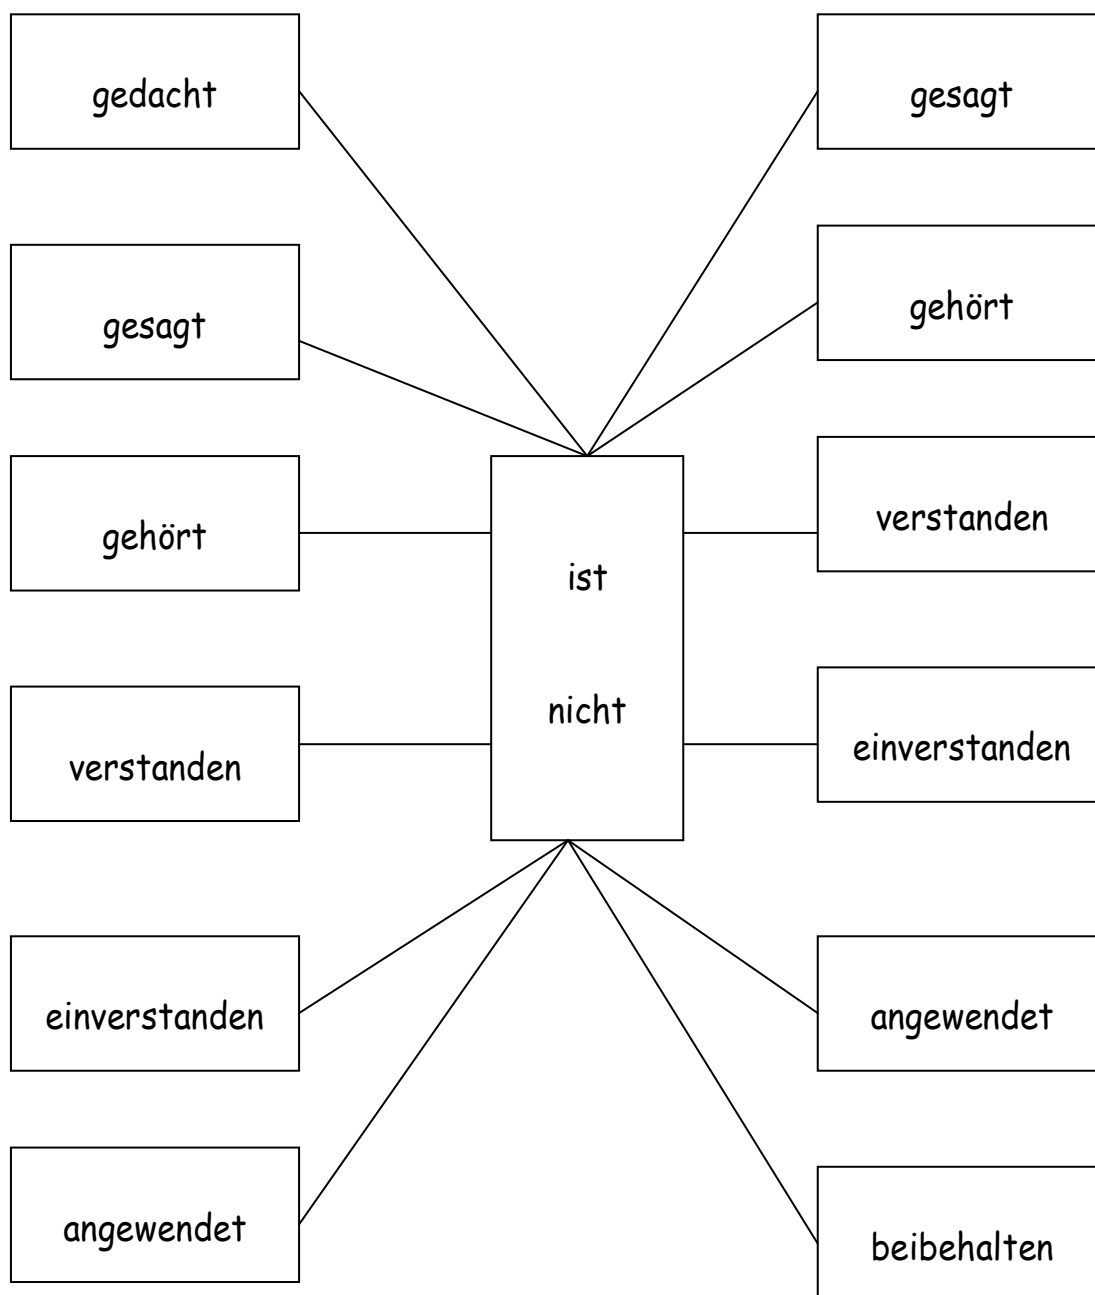 gedacht
gesagt
gesagt
gehört
gehört
verstanden
ist
nicht
verstanden
einverstanden
einverstanden
angewendet
angewendet
beibehalten